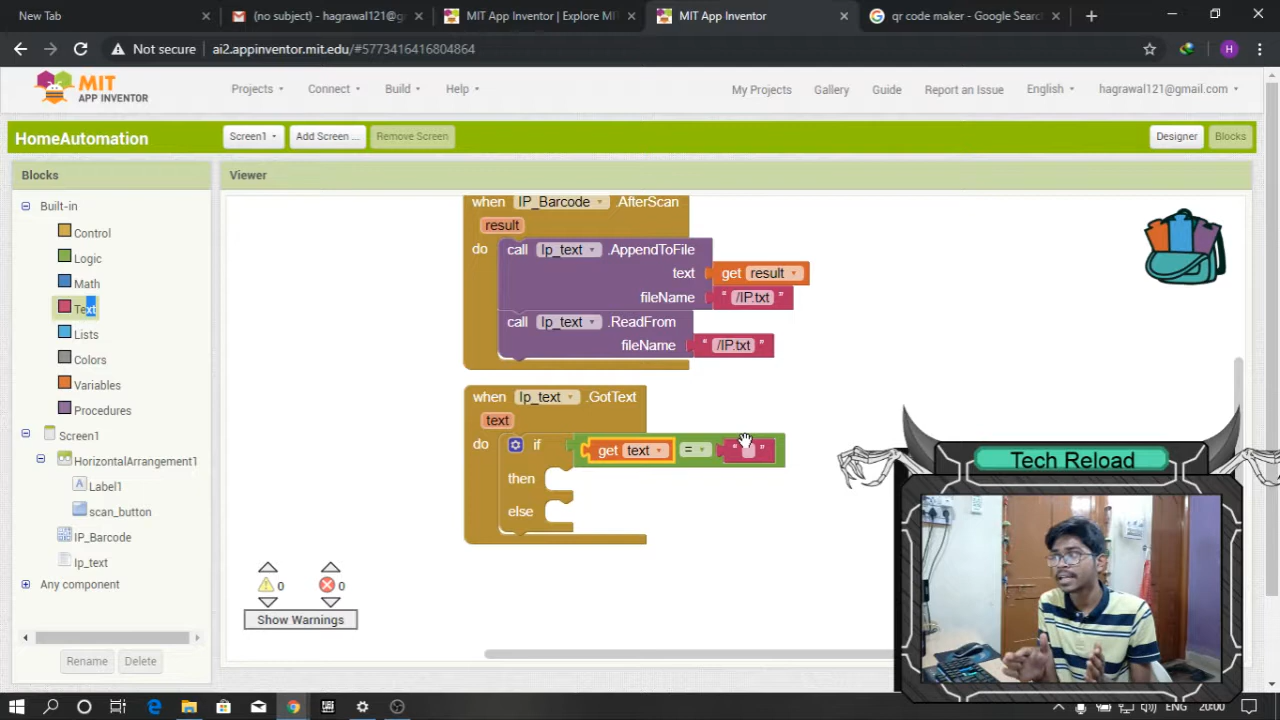 New Tab
(no subject) - hagrawal121@g
MIT App Inventor | Explore MI
MIT App Inventor
qr code maker - Google Search
Not secure
ai2.appinventor.mit.edu/#5773416416804864
H
MIT
APP INVENTOR
Projects
Connect
Build
Help
My Projects
Gallery
Guide
Report an Issue
English
hagrawal121@gmail.com
HomeAutomation
Screen1
Add Screen ...
Remove Screen
Designer
Blocks
Blocks
Viewer
Built-in
Control
Logic
Math
Text
Lists
Colors
Variables
Procedures
Screen1
HorizontalArrangement1
Label1
scan_button
IP_Barcode
Ip_text
Any component
Rename
Delete
when IP_Barcode .AfterScan
result
do call Ip_text .AppendToFile
text get result
fileName “ /IP.txt ”
call Ip_text .ReadFrom
fileName “ /IP.txt ”
when Ip_text .GotText
text
do if get text = “ ”
then
else
0 0
Show Warnings
Tech Reload
ENG
20:00